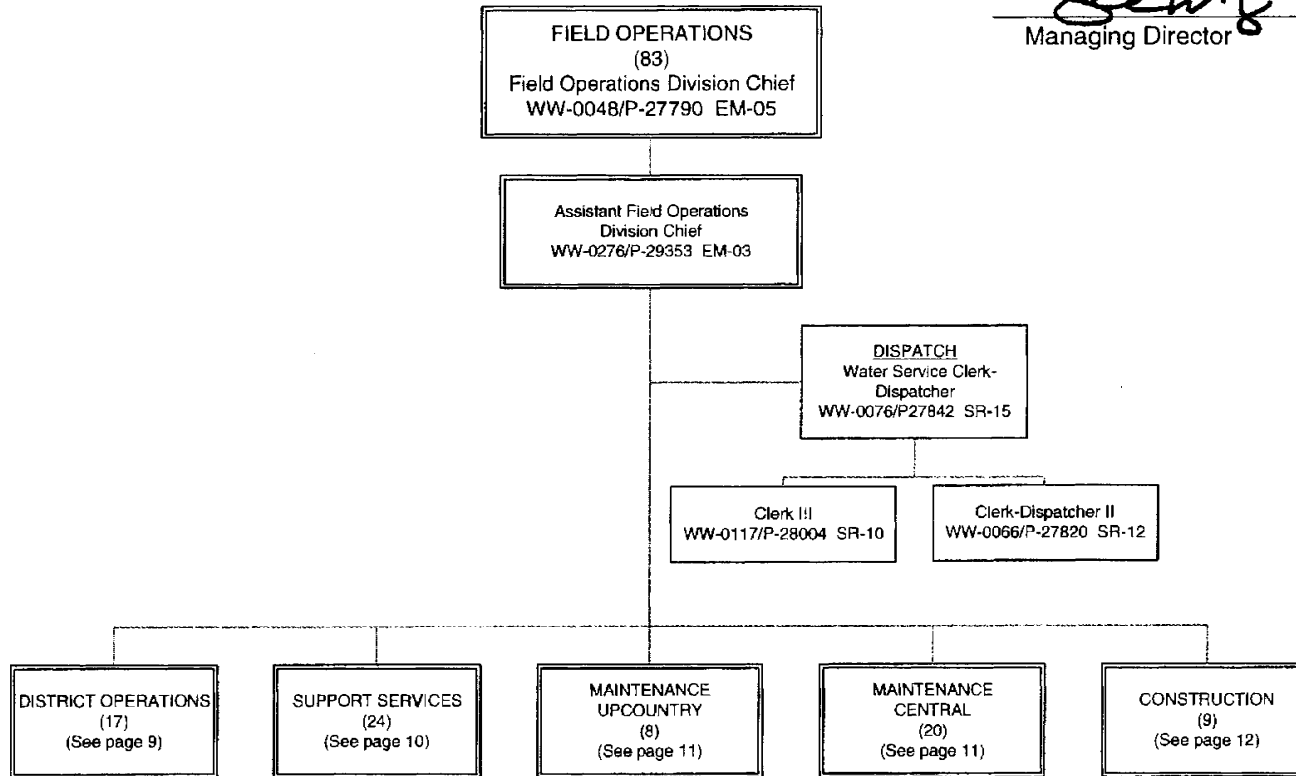 Managing Director
FIELD OPERATIONS
(83)
Field Operations Division Chief
WW-0048/P-27790 EM-05
Assistant Field Operations
Division Chief
WW-0276/P-29353 EM-03
DISPATCH
Water Service Clerk-
Dispatcher
WW-0076/P27842 SR-15
Clerk III
WW-0117/P-28004 SR-10
Clerk-Dispatcher II
WW-0066/P-27820 SR-12
DISTRICT OPERATIONS
(17)
(See page 9)
SUPPORT SERVICES
(24)
(See page 10)
MAINTENANCE
UPCOUNTRY
(8)
(See page 11)
MAINTENANCE
CENTRAL
(20)
(See page 11)
CONSTRUCTION
(9)
(See page 12)